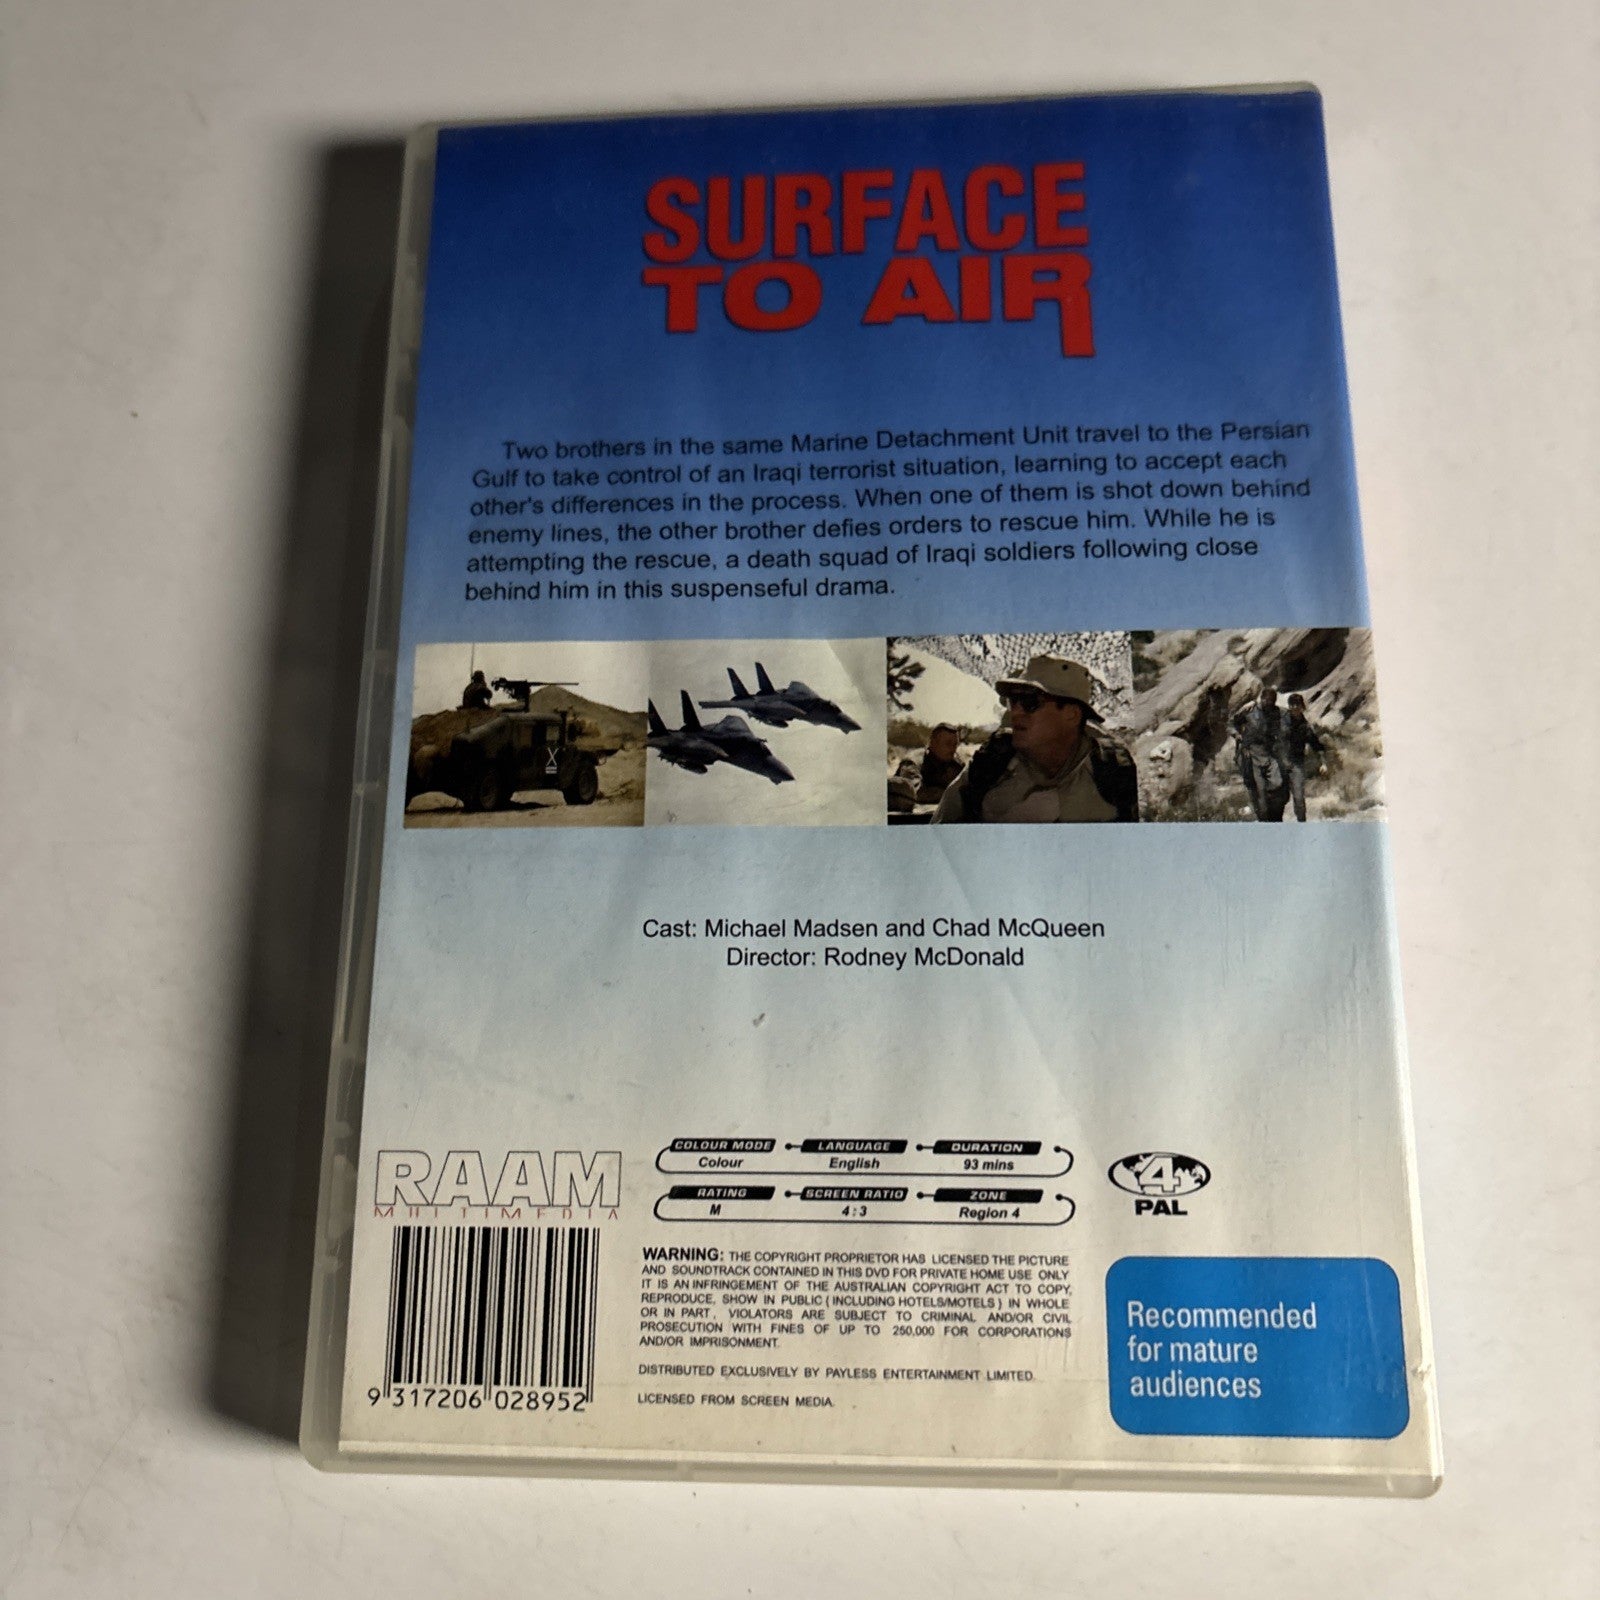 SURFACE
TO AIR
Two brothers in the same Marine Detachment Unit travel to the Persian
Gulf to take control of an Iraqi terrorist situation, learning to accept each
other's differences in the process. When one of them is shot down behind
enemy lines, the other brother defies orders to rescue him. While he is
attempting the rescue, a death squad of Iraqi soldiers following close
behind him in this suspenseful drama.
Cast: Michael Madsen and Chad McQueen
Director: Rodney McDonald
RAAM
MULTIMEDIA
COLOUR MODE LANGUAGE DURATION
Colour English 93 mins
RATING SCREEN RATIO ZONE
M 4:3 Region 4
4
PAL
WARNING: THE COPYRIGHT PROPRIETOR HAS LICENSED THE PICTURE
AND SOUNDTRACK CONTAINED IN THIS DVD FOR PRIVATE HOME USE ONLY
IT IS AN INFRINGEMENT OF THE AUSTRALIAN COPYRIGHT ACT TO COPY,
REPRODUCE, SHOW IN PUBLIC ( INCLUDING HOTELS/MOTELS ) IN WHOLE
OR IN PART . VIOLATORS ARE SUBJECT TO CRIMINAL AND/OR CIVIL
PROSECUTION WITH FINES OF UP TO 250,000 FOR CORPORATIONS
AND/OR IMPRISONMENT.
DISTRIBUTED EXCLUSIVELY BY PAYLESS ENTERTAINMENT LIMITED.
LICENSED FROM SCREEN MEDIA.
9 317206 028952
Recommended
for mature
audiences